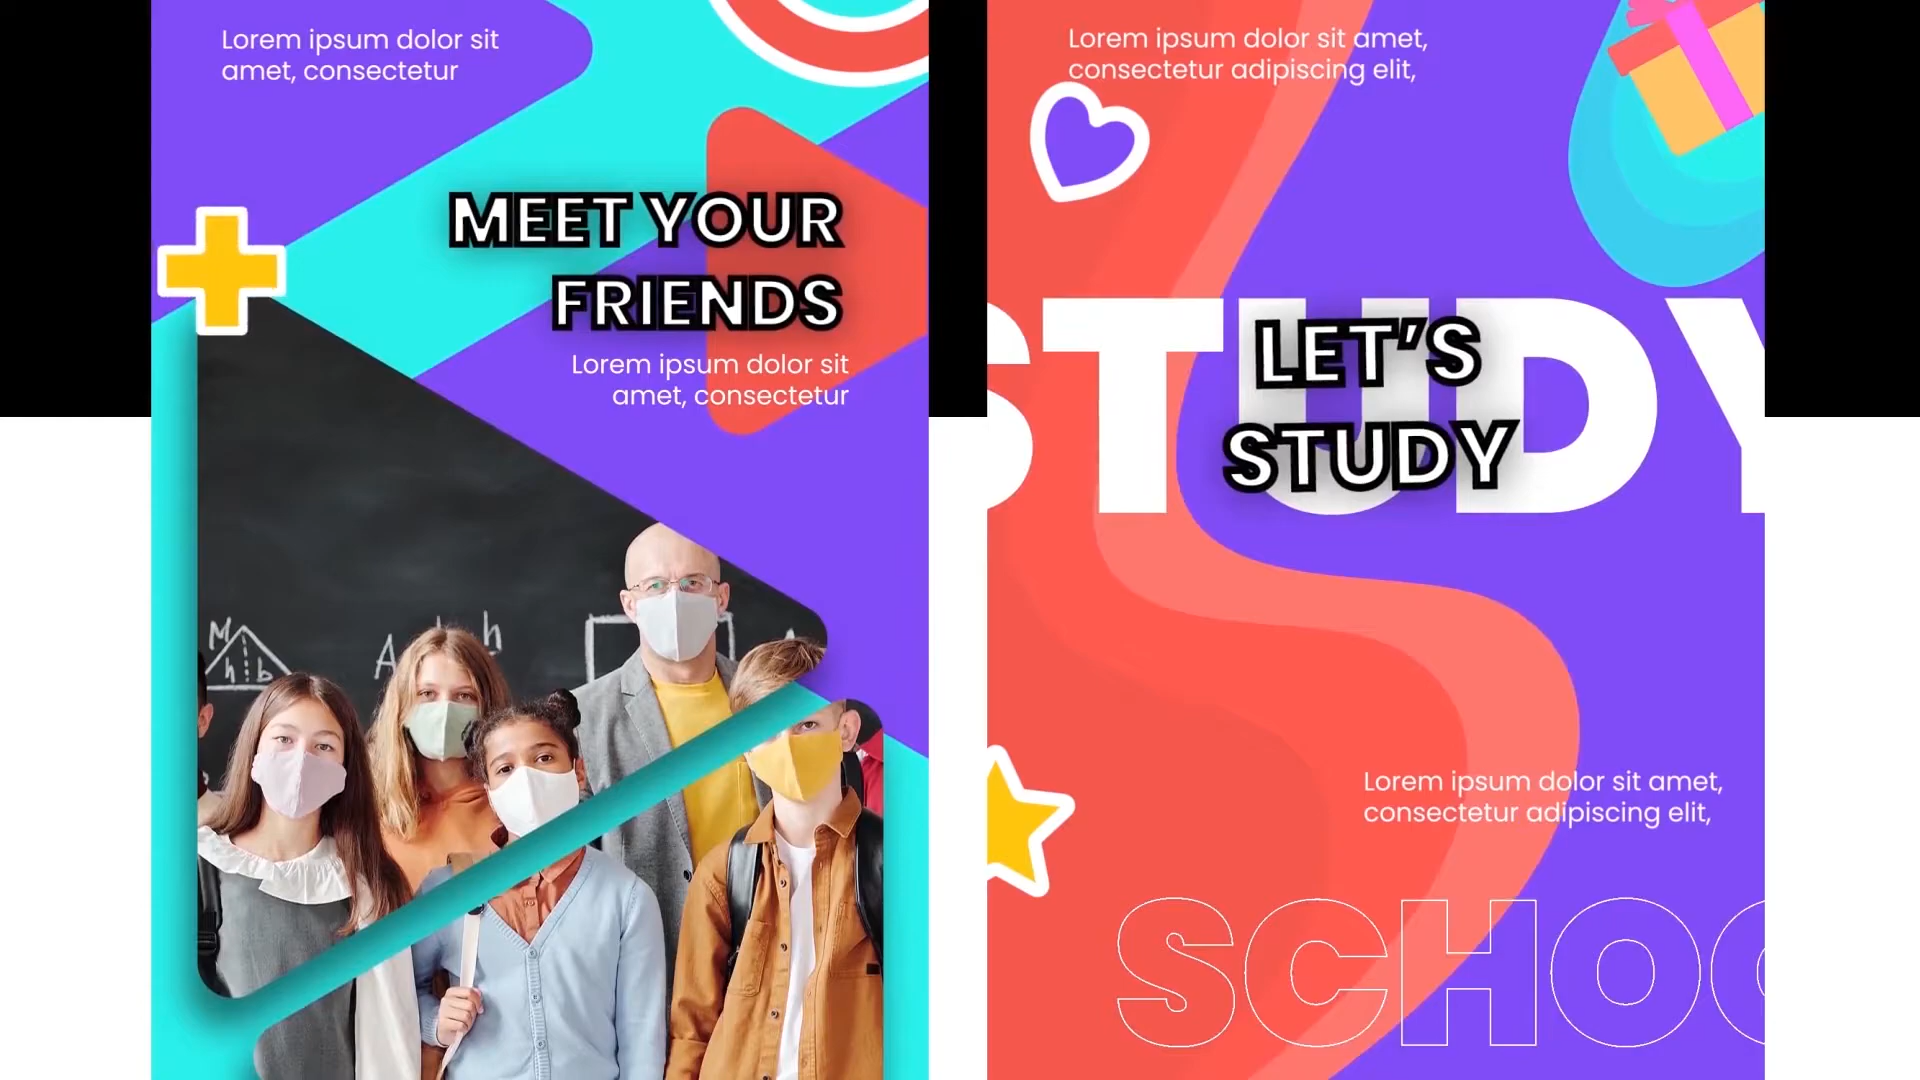 Lorem ipsum dolor sit
amet, consectetur
MEET YOUR
FRIENDS
Lorem ipsum dolor sit
amet, consectetur
M
h b
A h
Lorem ipsum dolor sit amet,
consectetur adipiscing elit,
STUDY
LET’S
STUDY
Lorem ipsum dolor sit amet,
consectetur adipiscing elit,
SCHOO